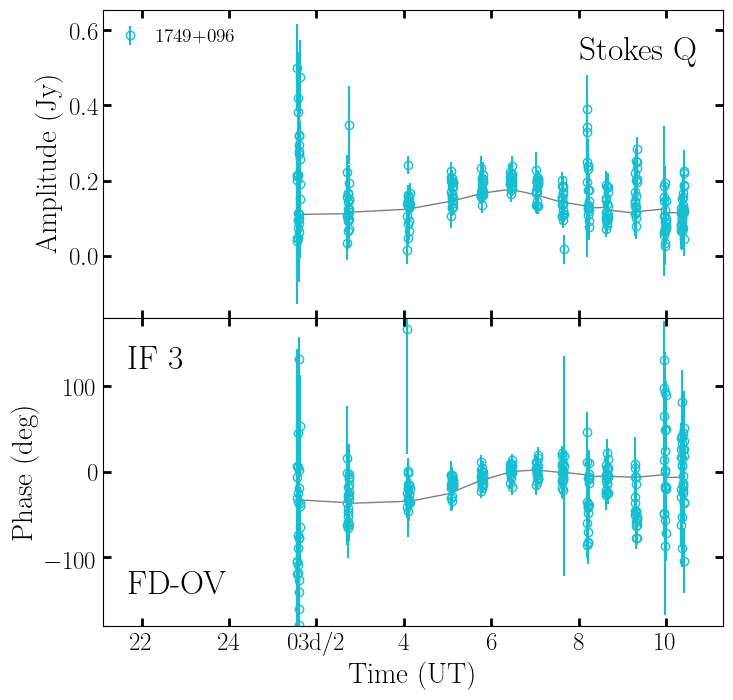 0.6
1749+096
Stokes Q
0.4
0.2
0.0
Amplitude (Jy)
IF 3
100
0
−100
Phase (deg)
FD-OV
22 24 03d/2 4 6 8 10
Time (UT)